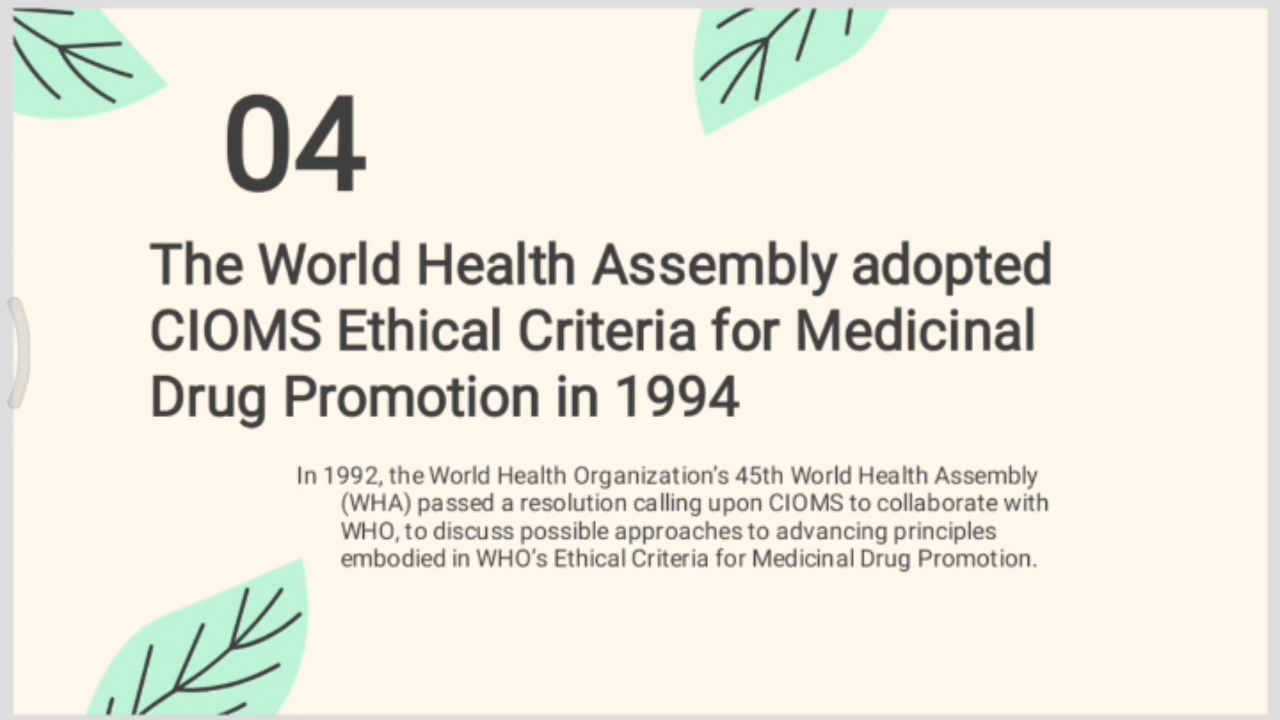 04
The World Health Assembly adopted
CIOMS Ethical Criteria for Medicinal
Drug Promotion in 1994
In 1992, the World Health Organization's 45th World Health Assembly
(WHA) passed a resolution calling upon CIOMS to collaborate with
WHO, to discuss possible approaches to advancing principles
embodied in WHO's Ethical Criteria for Medicinal Drug Promotion.